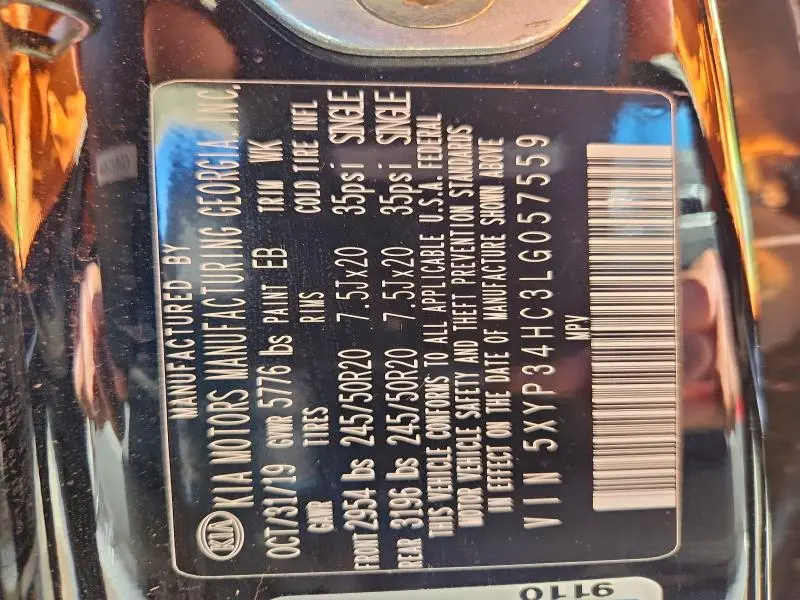 MANUFACTURED BY
KIA KIA MOTORS MANUFACTURING GEORGIA, INC.
OCT/31/19 GVWR 5776 lbs PAINT EB TRIM WK
GAWR TIRES RIMS COLD TIRE INFL
FRONT 2954 lbs 245/50R20 7.5Jx20 35psi SINGLE
REAR 3196 lbs 245/50R20 7.5Jx20 35psi SINGLE
THIS VEHICLE CONFORMS TO ALL APPLICABLE U.S.A. FEDERAL
MOTOR VEHICLE SAFETY AND THEFT PREVENTION STANDARDS
IN EFFECT ON THE DATE OF MANUFACTURE SHOWN ABOVE
VIN 5XYP34HC3LG057559
MPV
9110